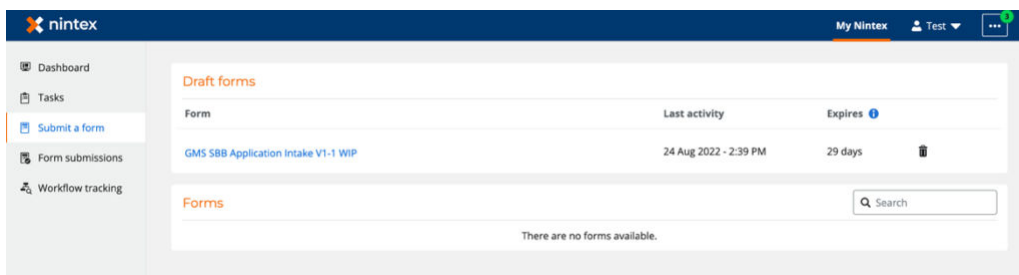 nintex
My Nintex
Test
3
Dashboard
Tasks
Submit a form
Form submissions
Workflow tracking
Draft forms
Form Last activity Expires
GMS SBB Application Intake V1-1 WIP 24 Aug 2022 - 2:39 PM 29 days
Forms
Search
There are no forms available.